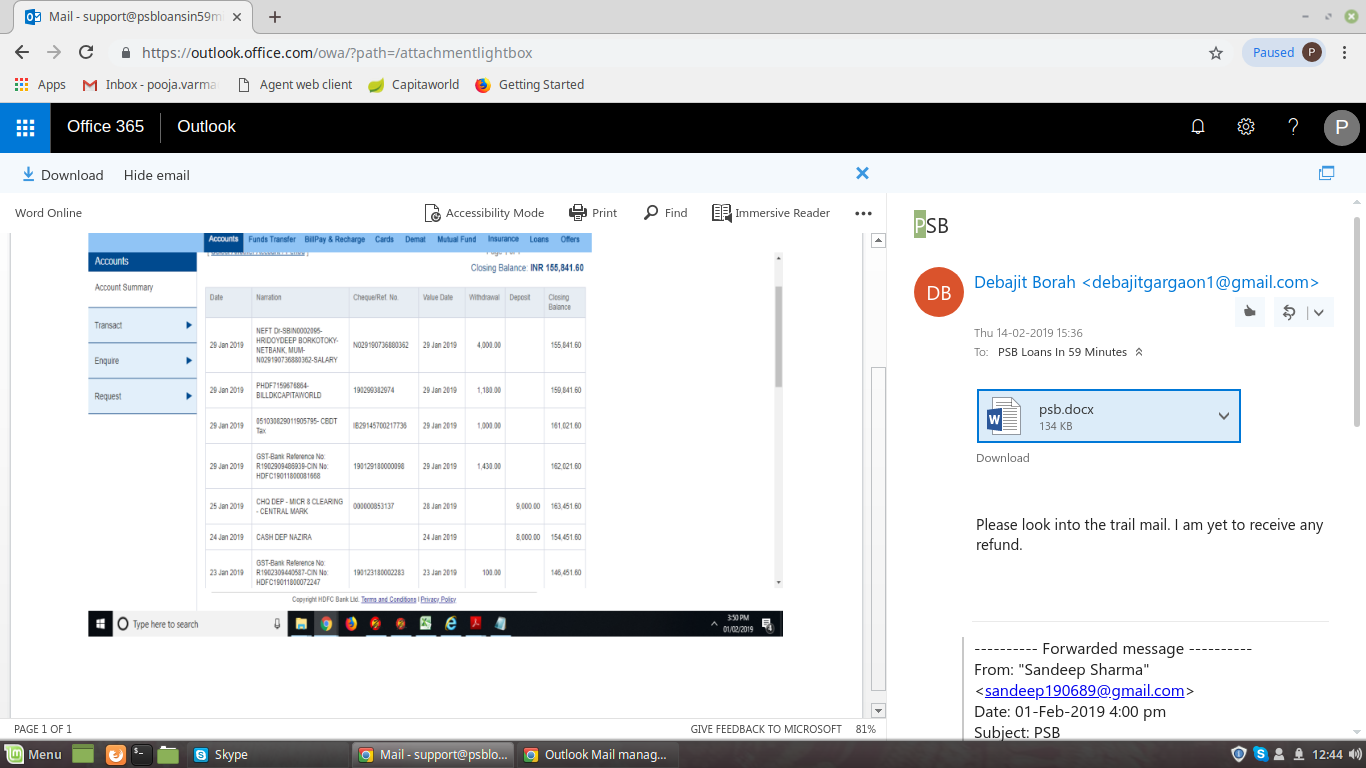 Mail - support@psbloansin59m
https://outlook.office.com/owa/?path=/attachmentlightbox
Paused P
Apps Inbox - pooja.varma Agent web client Capitaworld Getting Started
Office 365 Outlook ? P
Download Hide email
Word Online Accessibility Mode Print Find Immersive Reader
Accounts Funds Transfer BillPay & Recharge Cards Demat Mutual Fund Insurance Loans Offers
Accounts
Account Summary
Transact
Enquire
Request
Closing Balance: INR 155,841.60
Date Narration Cheque/Ref. No. Value Date Withdrawal Deposit Closing
Balance
NEFT Dr-SBIN0002095-
HRIDOYDEEP BORKOTOKY-
NETBANK, MUM-
N029190736880362-SALARY
29 Jan 2019 N029190736880362 29 Jan 2019 4,000.00 155,841.60
PHDF7159676864-
BILLDKCAPITAWORLD
29 Jan 2019 190299382974 29 Jan 2019 1,180.00 159,841.60
051030829011905795- CBDT
Tax
29 Jan 2019 IB29145700217736 29 Jan 2019 1,000.00 161,021.60
GST-Bank Reference No:
R1902909486939-CIN No:
HDFC19011800081668
29 Jan 2019 190129180000098 29 Jan 2019 1,430.00 162,021.60
CHQ DEP - MICR 8 CLEARING
- CENTRAL MARK
25 Jan 2019 000000853137 28 Jan 2019 9,000.00 163,451.60
24 Jan 2019 CASH DEP NAZIRA 24 Jan 2019 8,000.00 154,451.60
GST-Bank Reference No:
R1902309440587-CIN No:
HDFC19011800072247
23 Jan 2019 190123180002283 23 Jan 2019 100.00 146,451.60
Copyright HDFC Bank Ltd. Terms and Conditions | Privacy Policy
Type here to search
3:50 PM
01/02/2019
PAGE 1 OF 1 GIVE FEEDBACK TO MICROSOFT 81%
PSB
DB
Debajit Borah <debajitgargaon1@gmail.com>
Thu 14-02-2019 15:36
To: PSB Loans In 59 Minutes
psb.docx
134 KB
Download
Please look into the trail mail. I am yet to receive any
refund.
---------- Forwarded message ----------
From: "Sandeep Sharma"
<sandeep190689@gmail.com>
Date: 01-Feb-2019 4:00 pm
Subject: PSB
Menu Skype Mail - support@psblo... Outlook Mail manag... 12:44